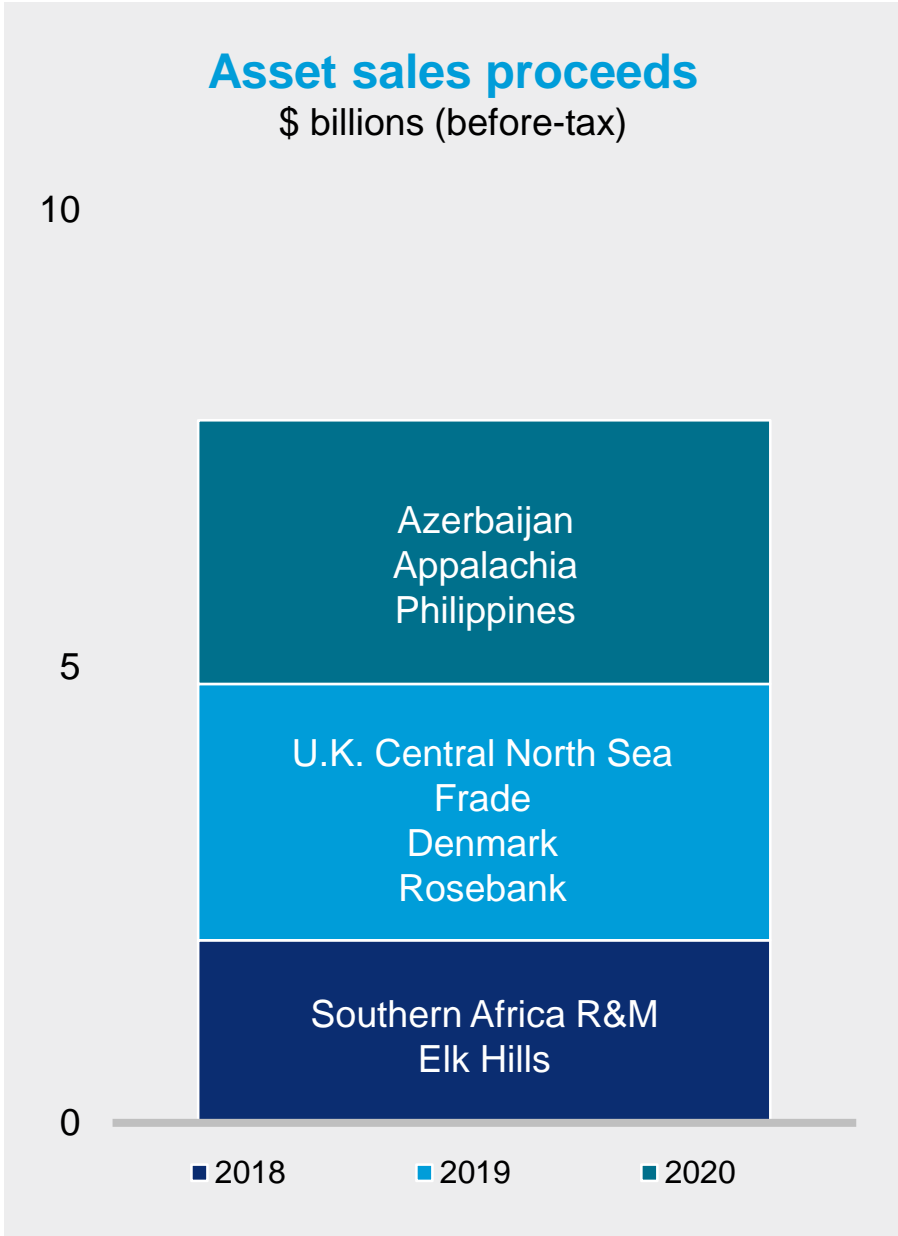 Asset sales proceeds
$ billions (before-tax)
10
Azerbaijan
Appalachia
Philippines
5
U.K. Central North Sea
Frade
Denmark
Rosebank
Southern Africa R&M
Elk Hills
0
2018 2019 2020